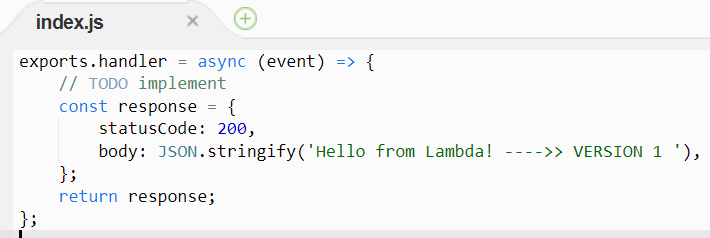 index.js
exports.handler = async (event) => {
    // TODO implement
    const response = {
        statusCode: 200,
        body: JSON.stringify('Hello from Lambda! ---->> VERSION 1 '),
    };
    return response;
};